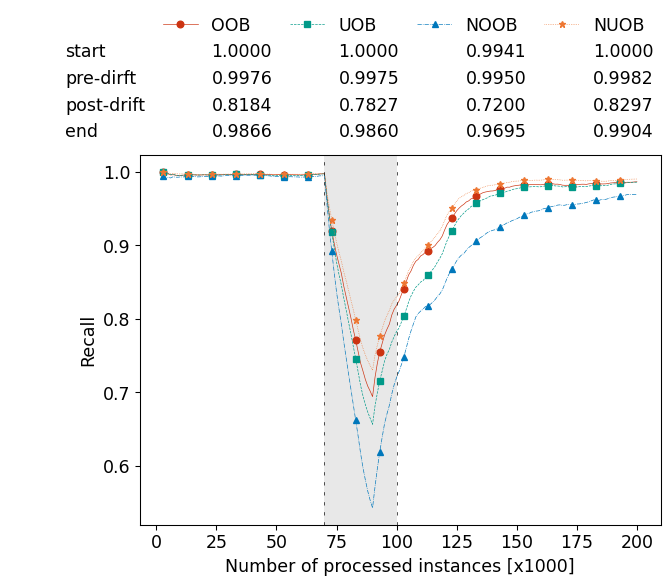 OOB UOB NOOB NUOB
start 1.0000 1.0000 0.9941 1.0000
pre-dirft 0.9976 0.9975 0.9950 0.9982
post-drift 0.8184 0.7827 0.7200 0.8297
end 0.9866 0.9860 0.9695 0.9904
1.0
0.9
0.8
0.7
0.6
Recall
0 25 50 75 100 125 150 175 200
Number of processed instances [x1000]